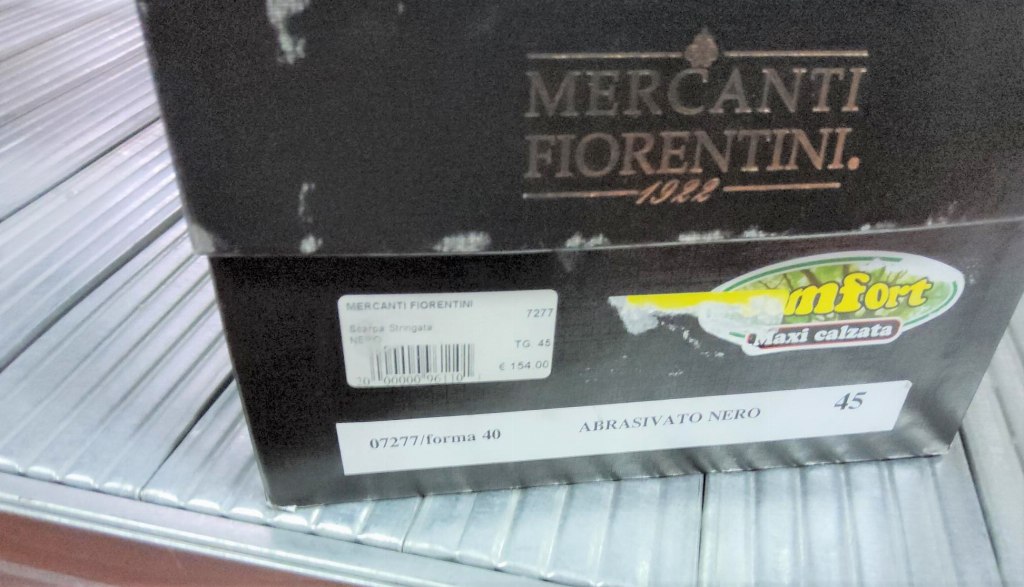 MERCANTI
FIORENTINI.
1922
mfort
Maxi calzata
MERCANTI FIORENTINI
7277
Scarpa Stringata
NERO
TG. 45
€ 154.00
07277/forma 40
ABRASIVATO NERO
45